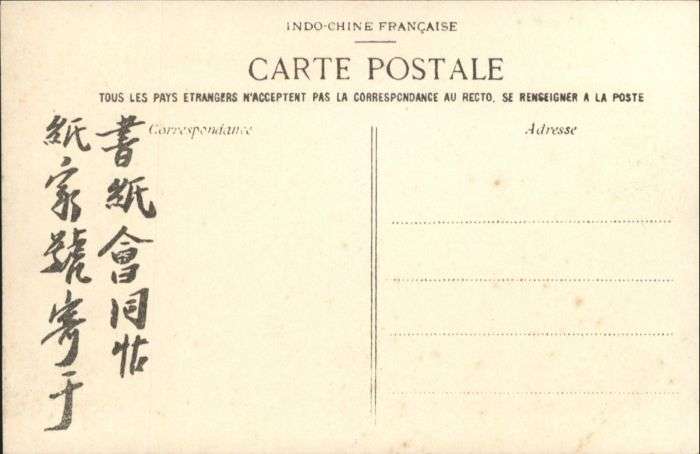 INDO-CHINE FRANÇAISE
CARTE POSTALE
TOUS LES PAYS ETRANGERS N'ACCEPTENT PAS LA CORRESPONDANCE AU RECTO, SE RENSEIGNER A LA POSTE
Correspondance
Adresse
書紙會同帖
紙家號寄于